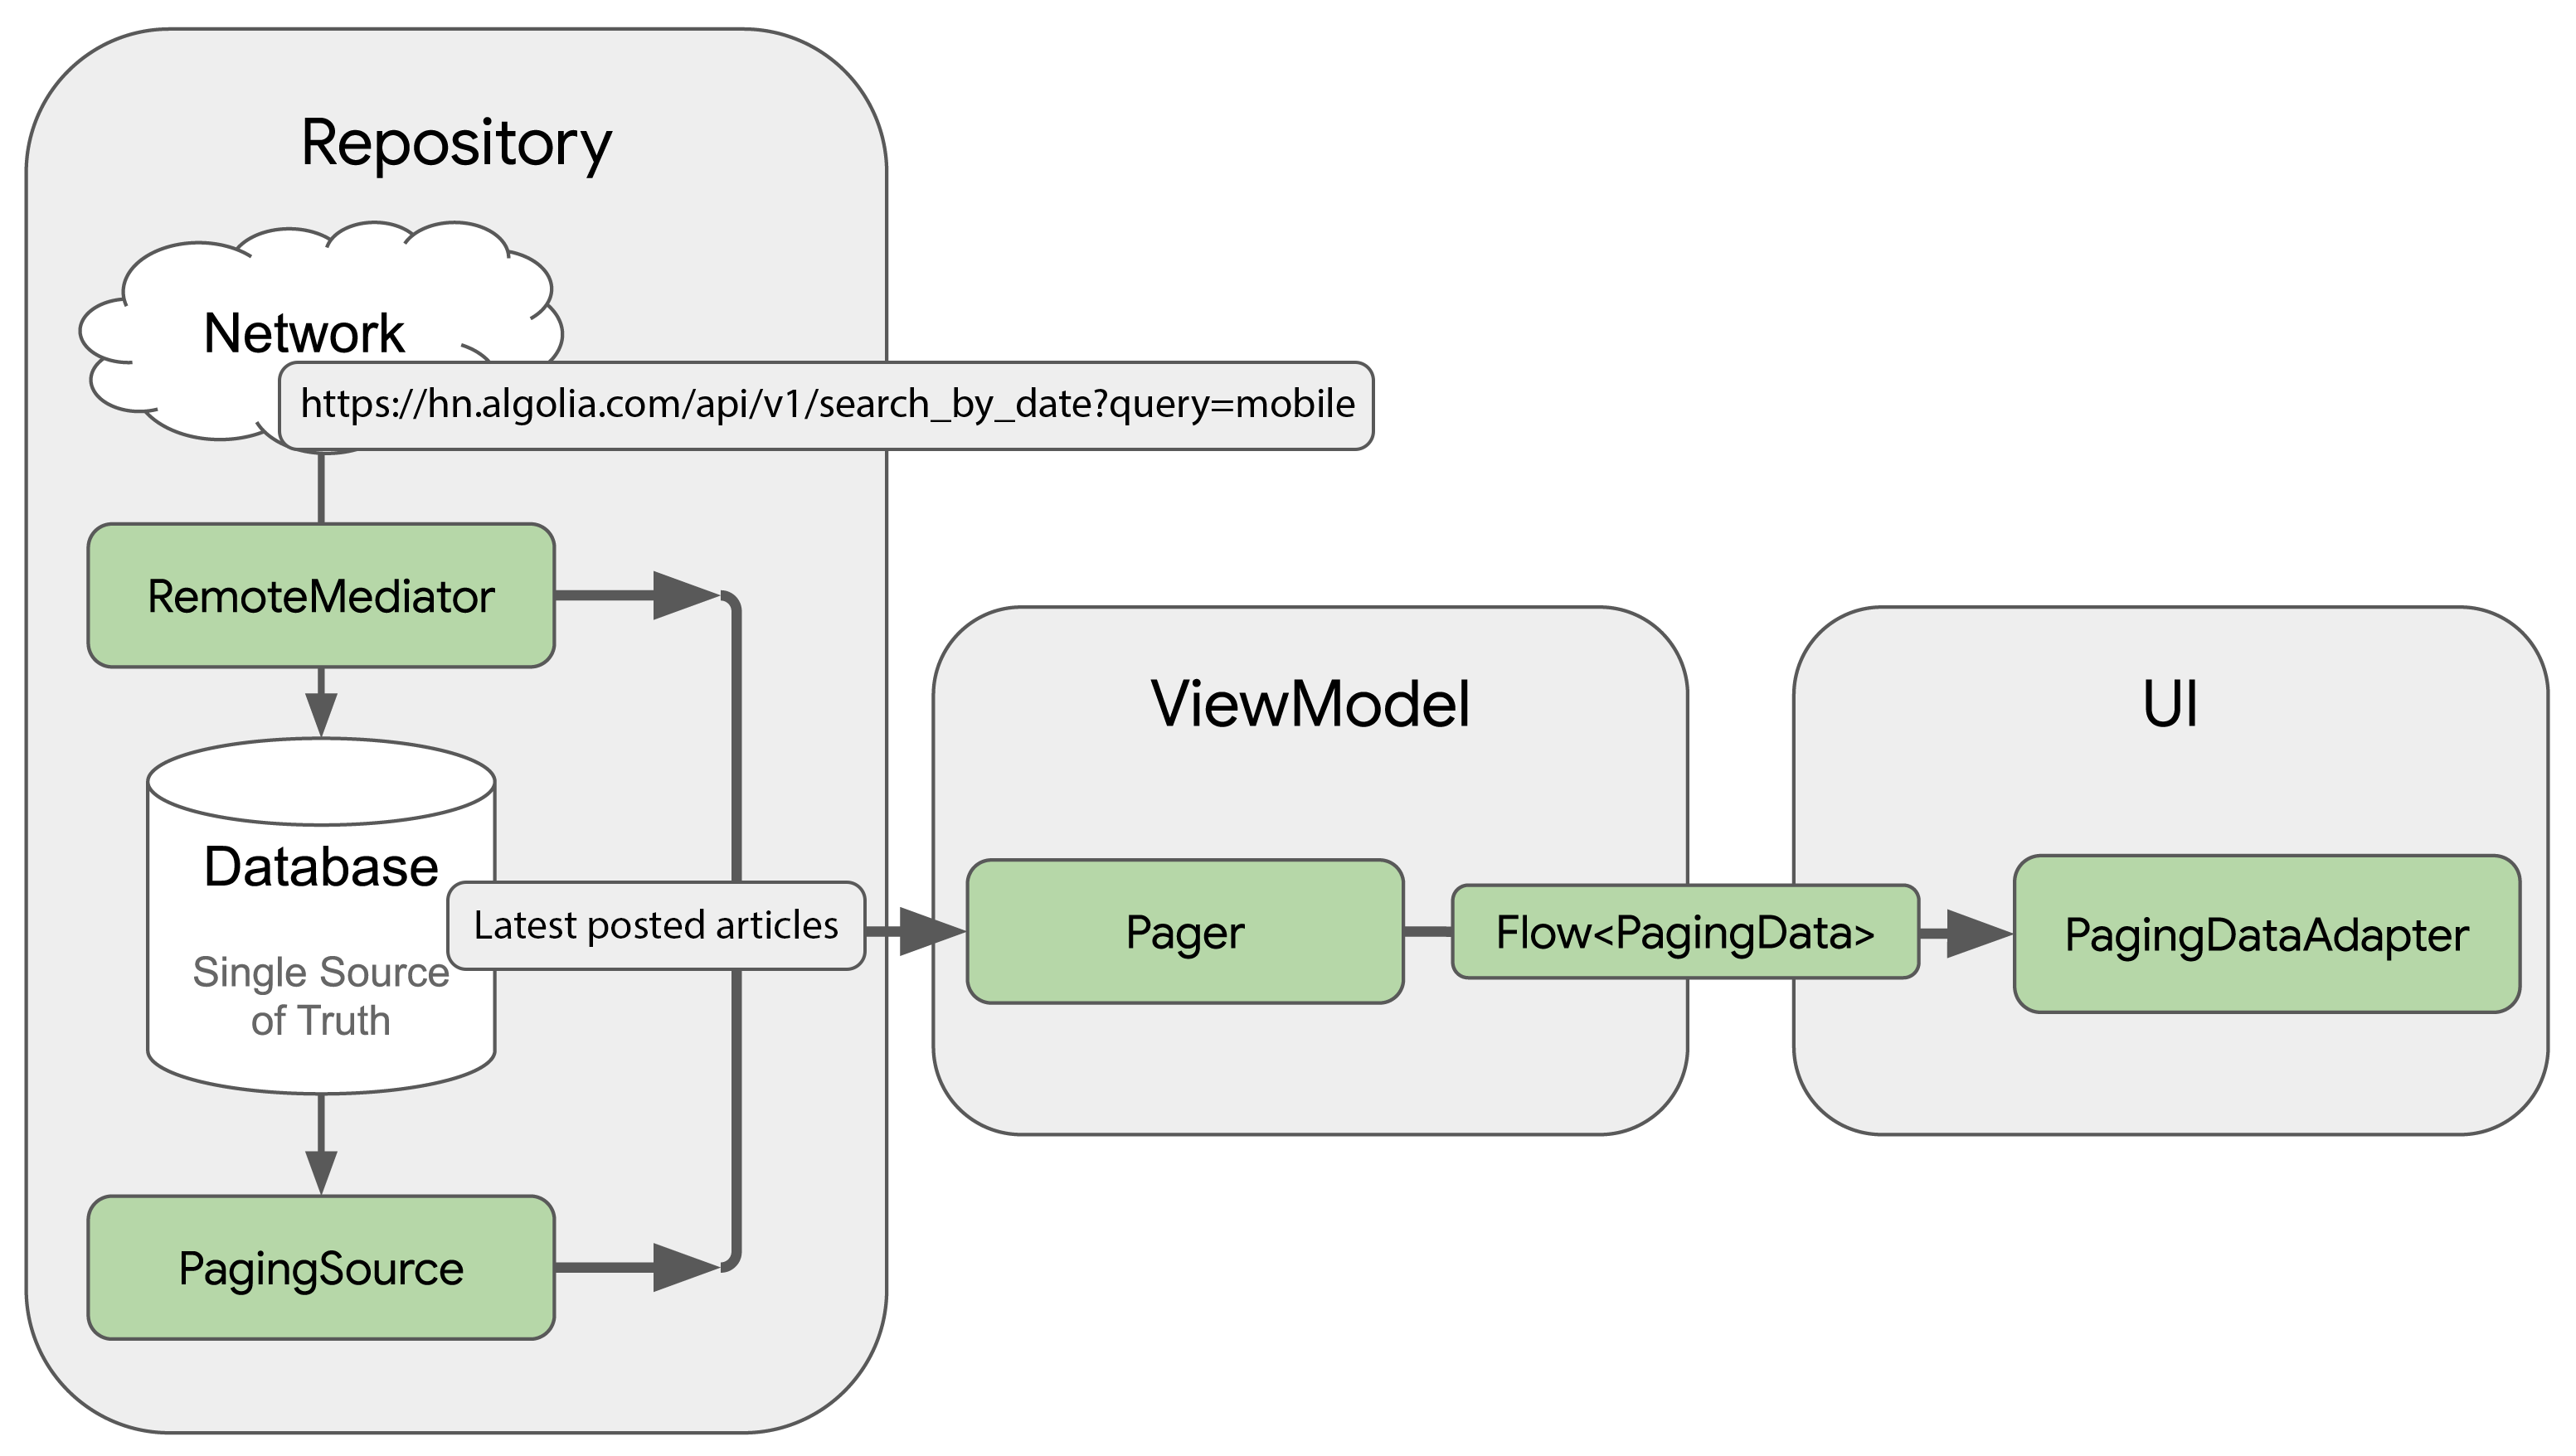 Repository
Network
https://hn.algolia.com/api/v1/search_by_date?query=mobile
RemoteMediator
Database
Single Source
of Truth
Latest posted articles
PagingSource
ViewModel
Pager
Flow<PagingData>
UI
PagingDataAdapter